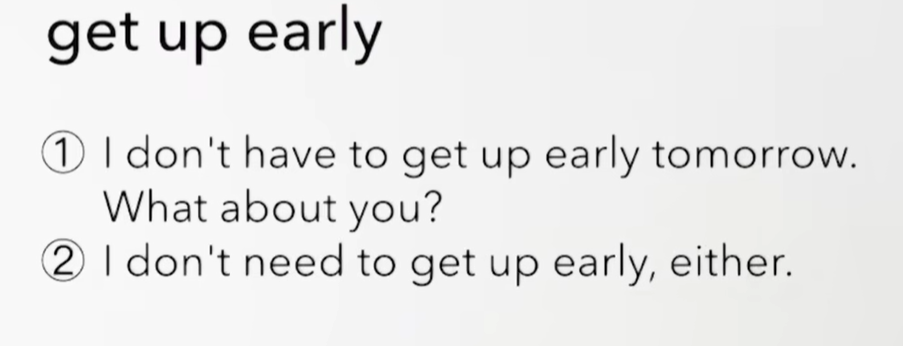 get up early
① I don't have to get up early tomorrow.
What about you?
② I don't need to get up early, either.